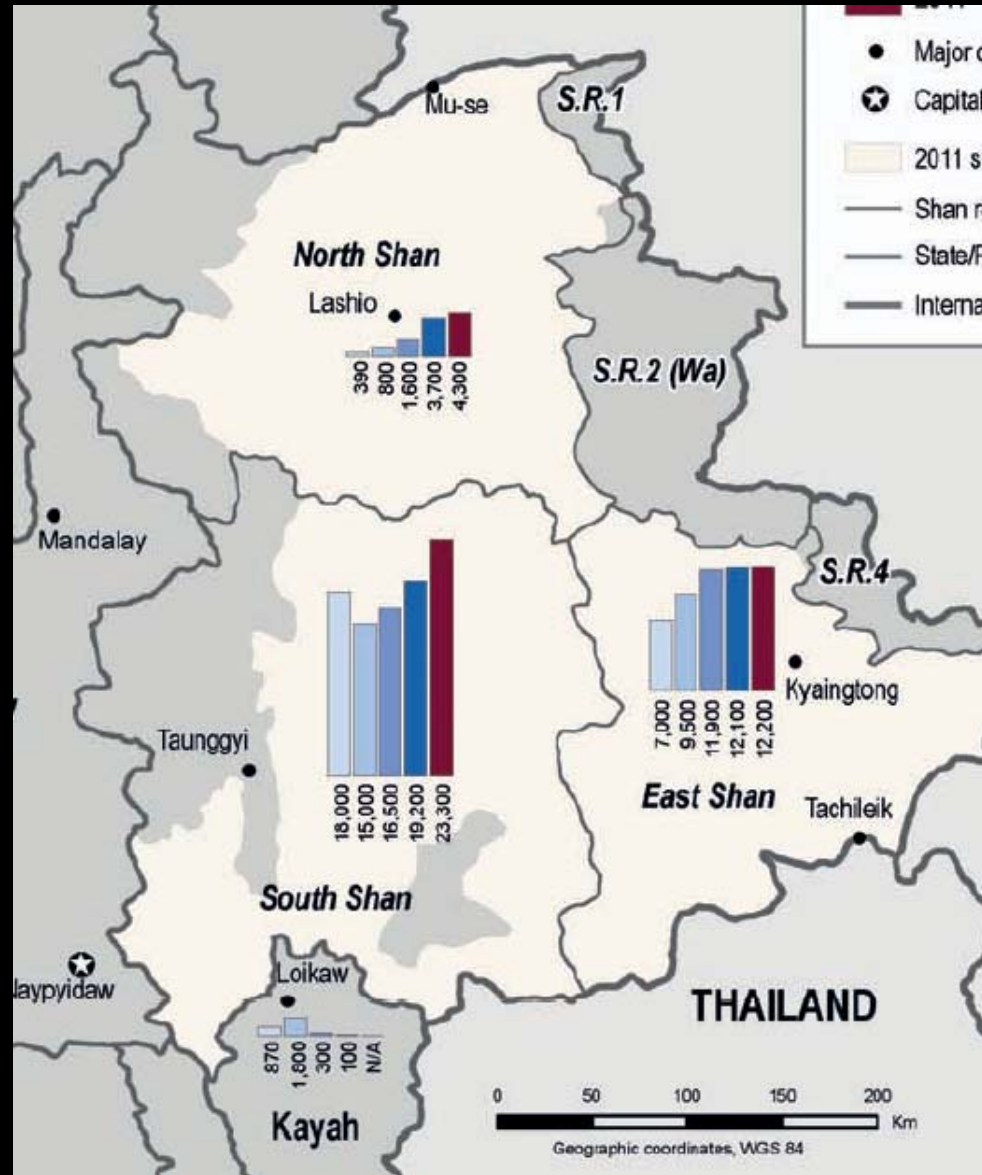 2011
Major
Capital
2011 s
Shan r
State/
Interna
Mu-se
S.R.1
North Shan
Lashio
390
800
1,600
3,700
4,300
S.R.2 (Wa)
Mandalay
S.R.4
Kyaingtong
7,000
9,500
11,900
12,100
12,200
East Shan
Tachileik
Taunggyi
18,000
15,000
16,500
19,200
23,300
South Shan
Naypyidaw
Loikaw
870
1,800
300
100
N/A
Kayah
THAILAND
0 50 100 150 200
Km
Geographic coordinates, WGS 84